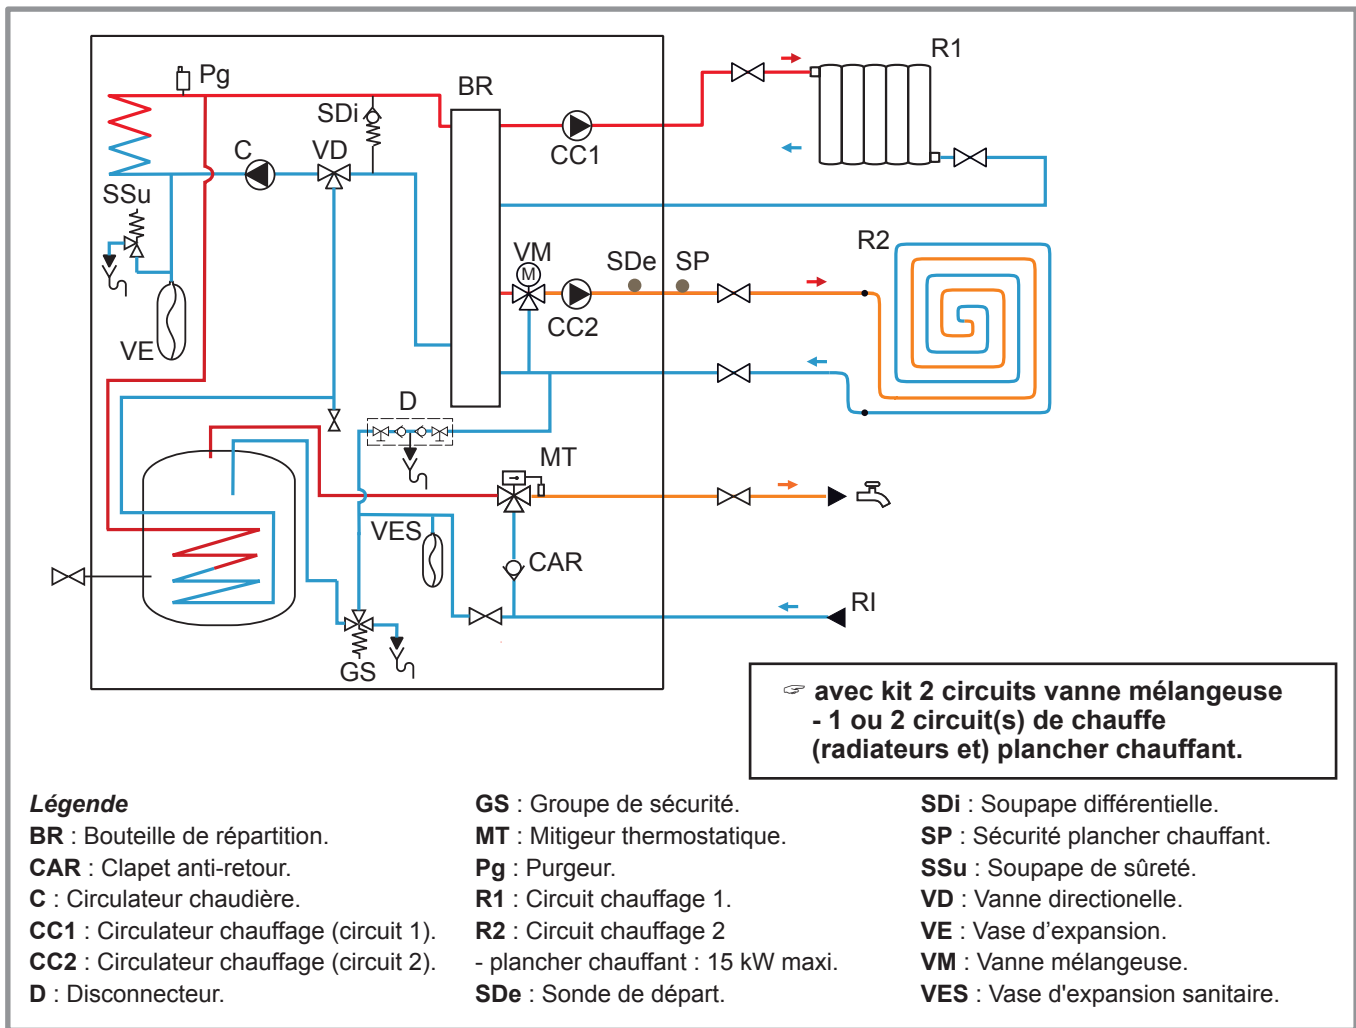 Pg
R1
BR
SDi
CC1
C
VD
SSu
R2
VM
SDe
SP
M
CC2
VE
D
MT
VES
CAR
RI
GS
☞ avec kit 2 circuits vanne mélangeuse
- 1 ou 2 circuit(s) de chauffe
(radiateurs et) plancher chauffant.
Légende
BR : Bouteille de répartition.
CAR : Clapet anti-retour.
C : Circulateur chaudière.
CC1 : Circulateur chauffage (circuit 1).
CC2 : Circulateur chauffage (circuit 2).
D : Disconnecteur.
GS : Groupe de sécurité.
MT : Mitigeur thermostatique.
Pg : Purgeur.
R1 : Circuit chauffage 1.
R2 : Circuit chauffage 2
- plancher chauffant : 15 kW maxi.
SDe : Sonde de départ.
SDi : Soupape différentielle.
SP : Sécurité plancher chauffant.
SSu : Soupape de sûreté.
VD : Vanne directionelle.
VE : Vase d’expansion.
VM : Vanne mélangeuse.
VES : Vase d'expansion sanitaire.